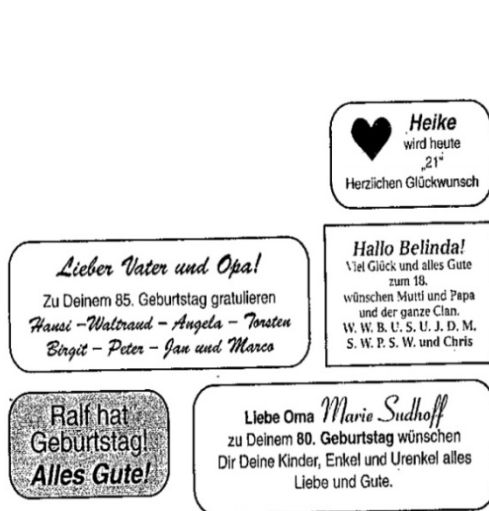 Heike
wird heute
„21“
Herzlichen Glückwunsch
Hallo Belinda!
Viel Glück und alles Gute
zum 18.
wünschen Mutti und Papa
und der ganze Clan.
W. W. B. U. S. U. J. D. M.
S. W. P. S. W. und Chris
Lieber Vater und Opa!
Zu Deinem 85. Geburtstag gratulieren
Hansi – Waltraud – Angela – Torsten
Birgit – Peter – Jan und Marco
Ralf hat
Geburtstag!
Alles Gute!
Liebe Oma Marie Sudhoff
zu Deinem 80. Geburtstag wünschen
Dir Deine Kinder, Enkel und Urenkel alles
Liebe und Gute.